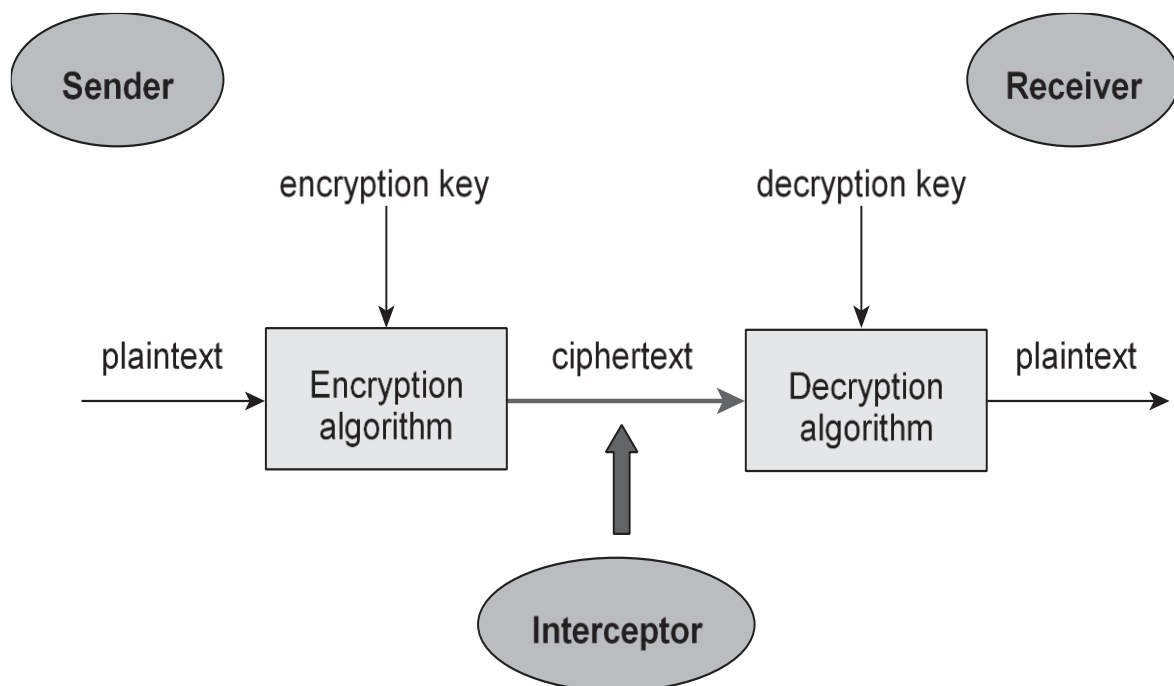 Sender
Receiver
encryption key
decryption key
plaintext
Encryption
algorithm
ciphertext
Decryption
algorithm
plaintext
Interceptor